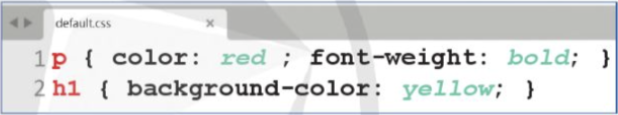 default.css ×
1 p { color: red ; font-weight: bold; }
2 h1 { background-color: yellow; }